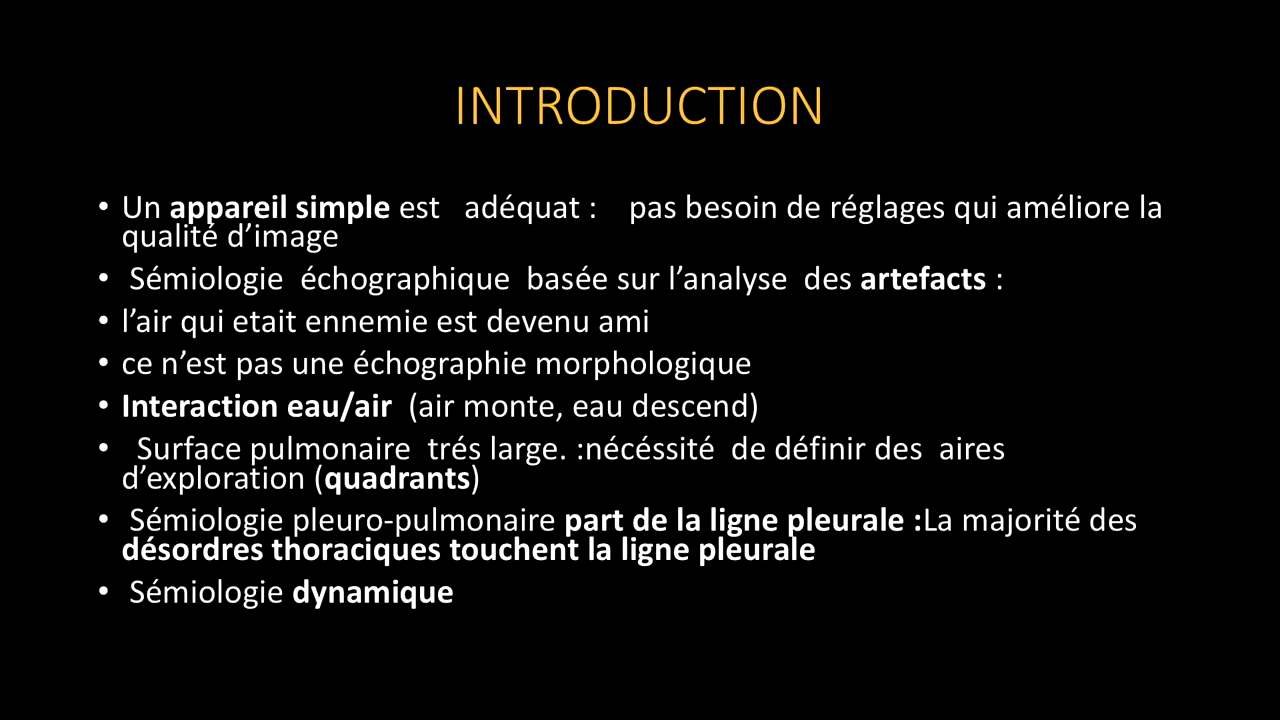 INTRODUCTION
• Un appareil simple est adéquat : pas besoin de réglages qui améliore la
qualité d’image
• Sémiologie échographique basée sur l’analyse des artefacts :
• l’air qui etait ennemie est devenu ami
• ce n’est pas une échographie morphologique
• Interaction eau/air (air monte, eau descend)
• Surface pulmonaire trés large. :nécéssité de définir des aires
d’exploration (quadrants)
• Sémiologie pleuro-pulmonaire part de la ligne pleurale :La majorité des
désordres thoraciques touchent la ligne pleurale
• Sémiologie dynamique